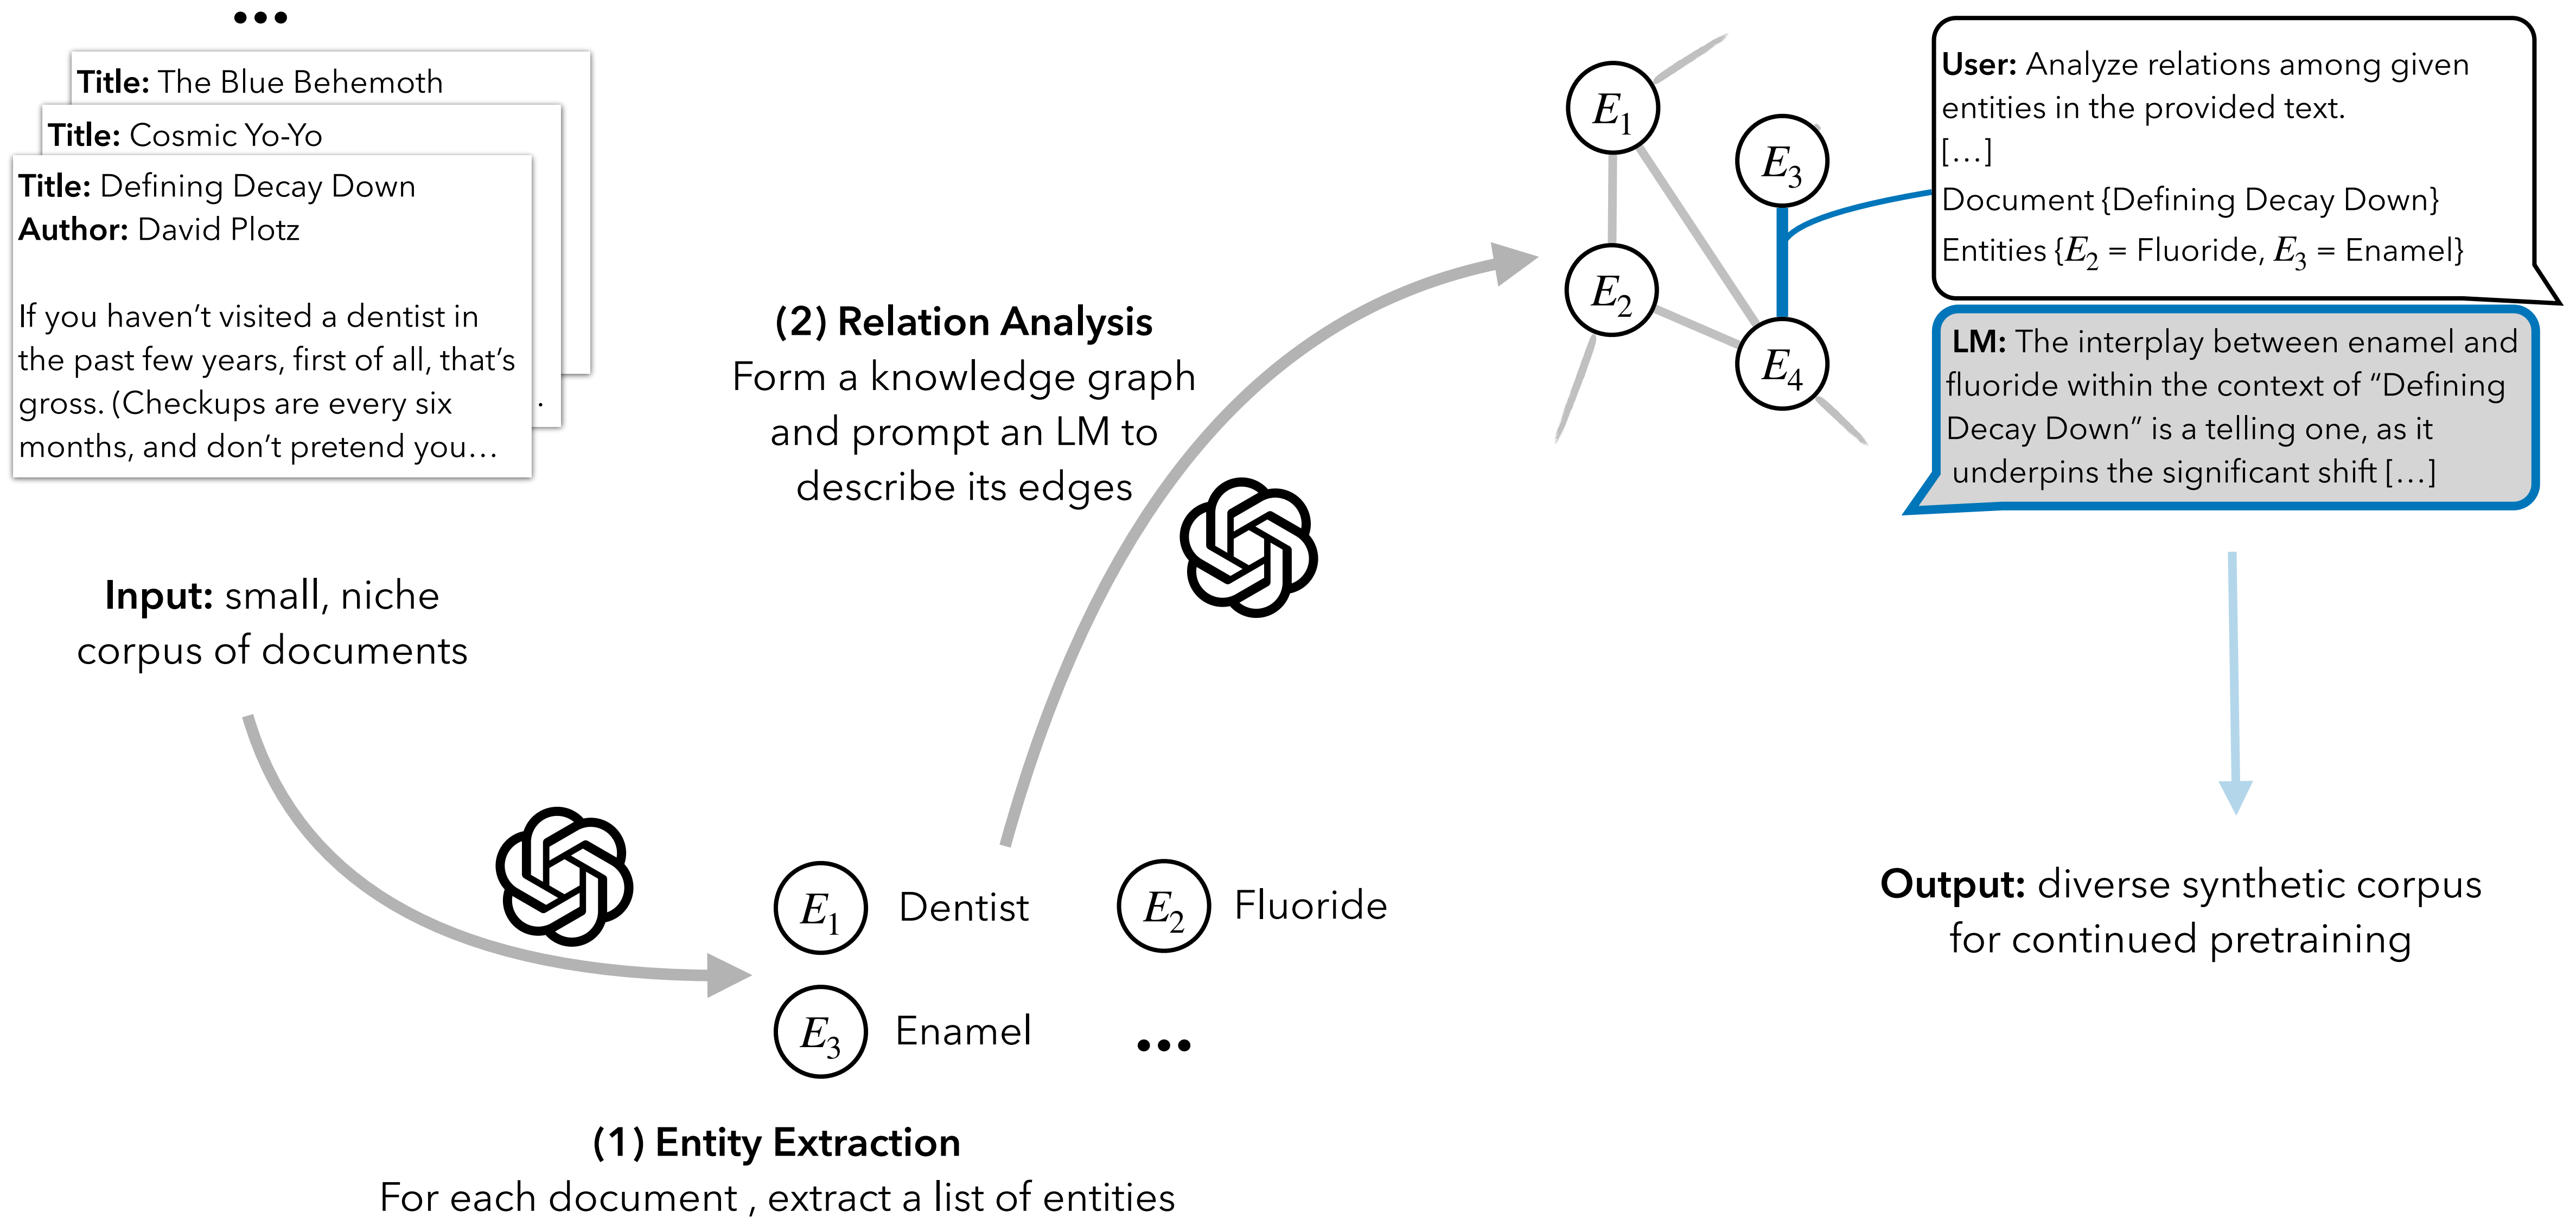 ...
Title: The Blue Behemoth
Title: Cosmic Yo-Yo
Title: Defining Decay Down
Author: David Plotz
If you haven’t visited a dentist in
the past few years, first of all, that’s
gross. (Checkups are every six
months, and don’t pretend you...
.
Input: small, niche
corpus of documents
(1) Entity Extraction
For each document , extract a list of entities
E1 Dentist
E2 Fluoride
E3 Enamel
...
(2) Relation Analysis
Form a knowledge graph
and prompt an LM to
describe its edges
E1
E3
E2
E4
User: Analyze relations among given
entities in the provided text.
[...]
Document {Defining Decay Down}
Entities {E2 = Fluoride, E3 = Enamel}
LM: The interplay between enamel and
fluoride within the context of “Defining
Decay Down” is a telling one, as it
underpins the significant shift [...]
Output: diverse synthetic corpus
for continued pretraining